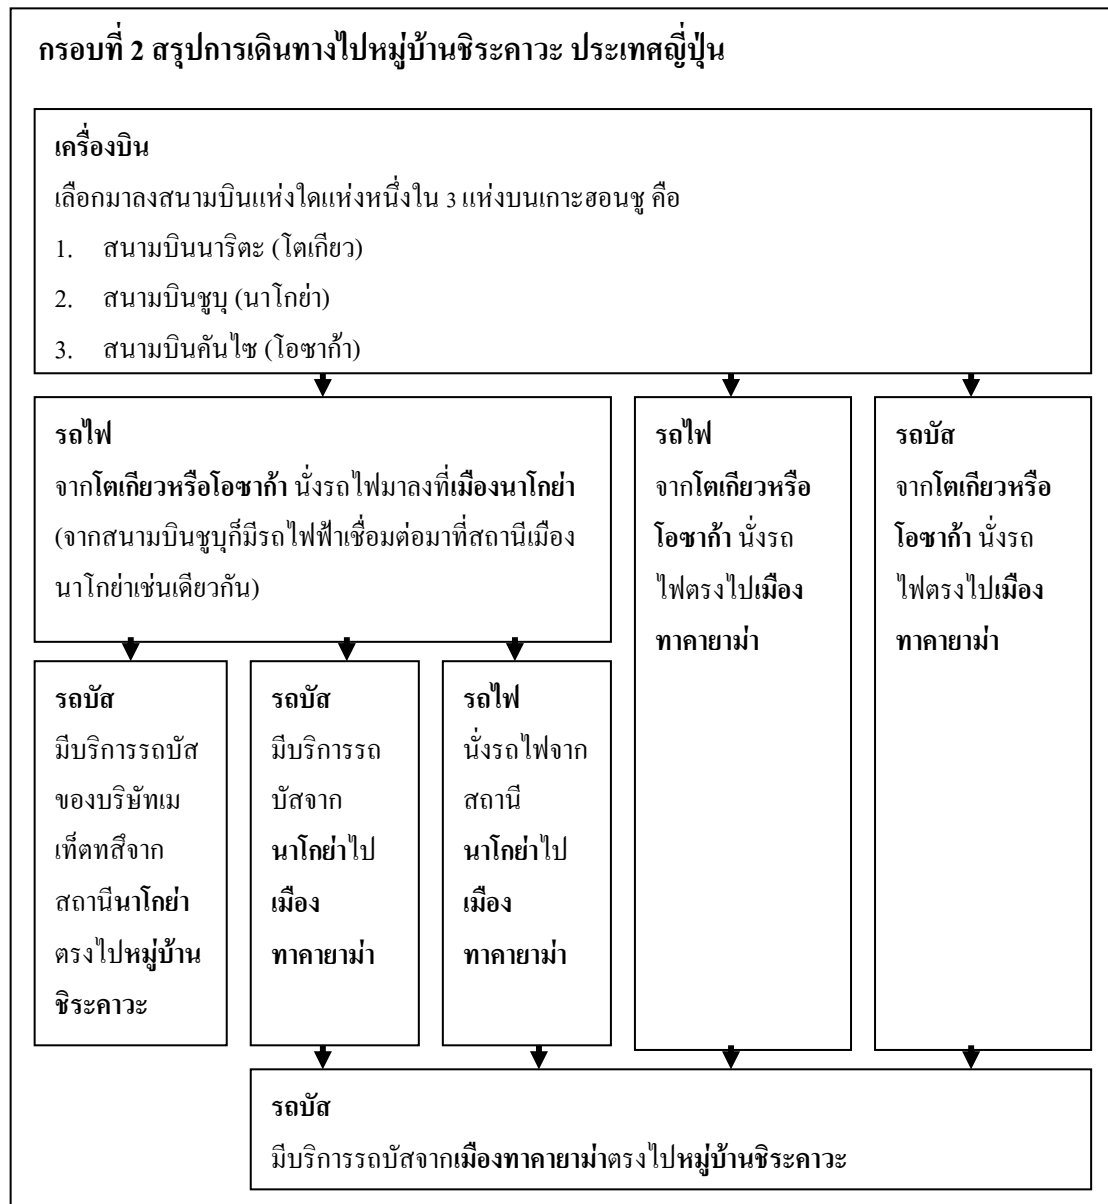 กรอบที่ 2 สรุปการเดินทางไปหมู่บ้านชิระคาวะ ประเทศญี่ปุ่น
เครื่องบิน
เลือกมาลงสนามบินแห่งใดแห่งหนึ่งใน 3 แห่งบนเกาะฮอนชู คือ
1. สนามบินนาริตะ (โตเกียว)
2. สนามบินชูบุ (นาโกย่า)
3. สนามบินคันไซ (โอซาก้า)
รถไฟ
จากโตเกียวหรือโอซาก้า นั่งรถไฟมาลงที่เมืองนาโกย่า
(จากสนามบินชูบุก็มีรถไฟฟ้าเชื่อมต่อมาที่สถานีเมือง
นาโกย่าเช่นเดียวกัน)
รถไฟ
จากโตเกียวหรือ
โอซาก้า นั่งรถ
ไฟตรงไปเมือง
ทาคายาม่า
รถบัส
จากโตเกียวหรือ
โอซาก้า นั่งรถ
ไฟตรงไปเมือง
ทาคายาม่า
รถบัส
มีบริการรถบัส
ของบริษัทเม
เท็ตทสึจาก
สถานีนาโกย่า
ตรงไปหมู่บ้าน
ชิระคาวะ
รถบัส
มีบริการรถ
บัสจาก
นาโกย่าไป
เมือง
ทาคายาม่า
รถไฟ
นั่งรถไฟจาก
สถานี
นาโกย่าไป
เมือง
ทาคายาม่า
รถบัส
มีบริการรถบัสจากเมืองทาคายาม่าตรงไปหมู่บ้านชิระคาวะ